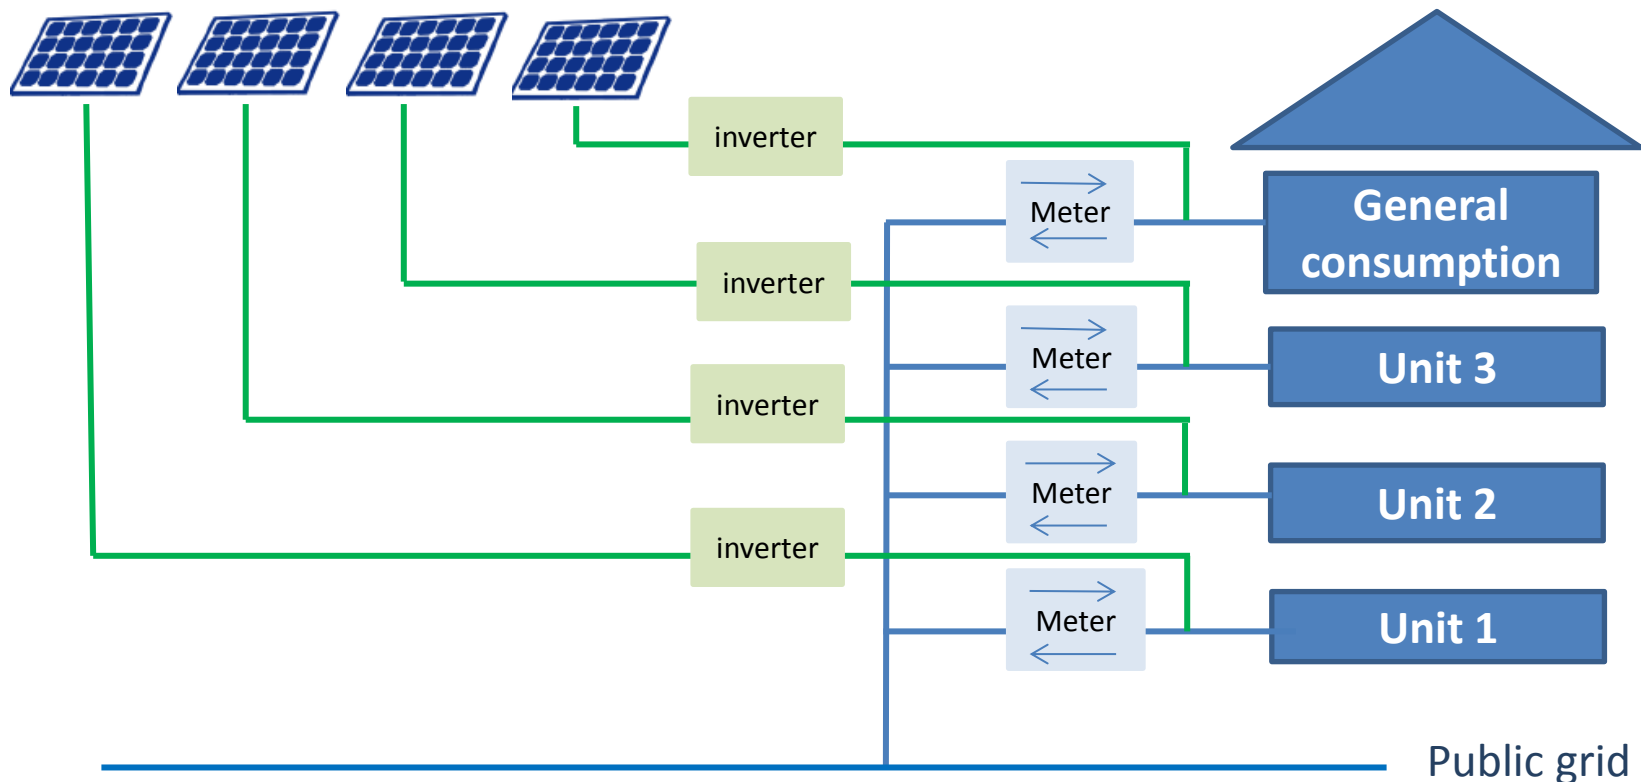 inverter
Meter
General
consumption
inverter
Meter
Unit 3
inverter
Meter
Unit 2
inverter
Meter
Unit 1
Public grid